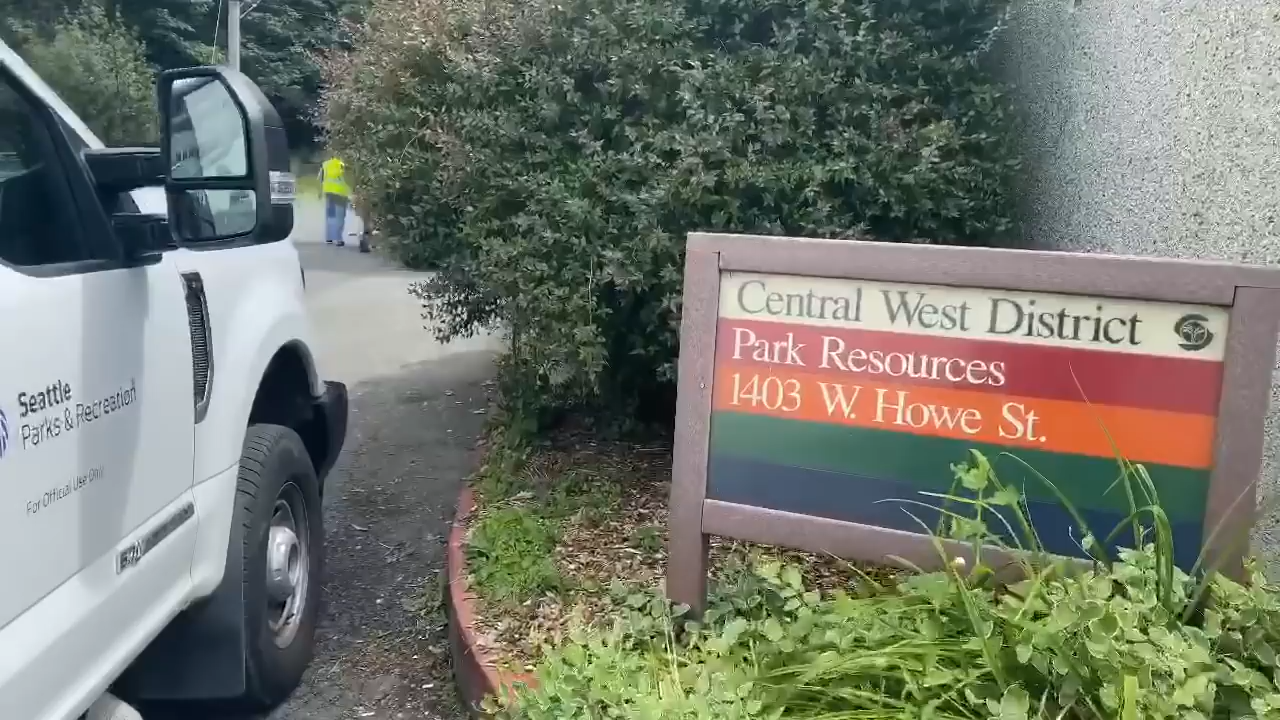 Seattle
Parks & Recreation
For Official Use Only
Central West District
Park Resources
1403 W. Howe St.